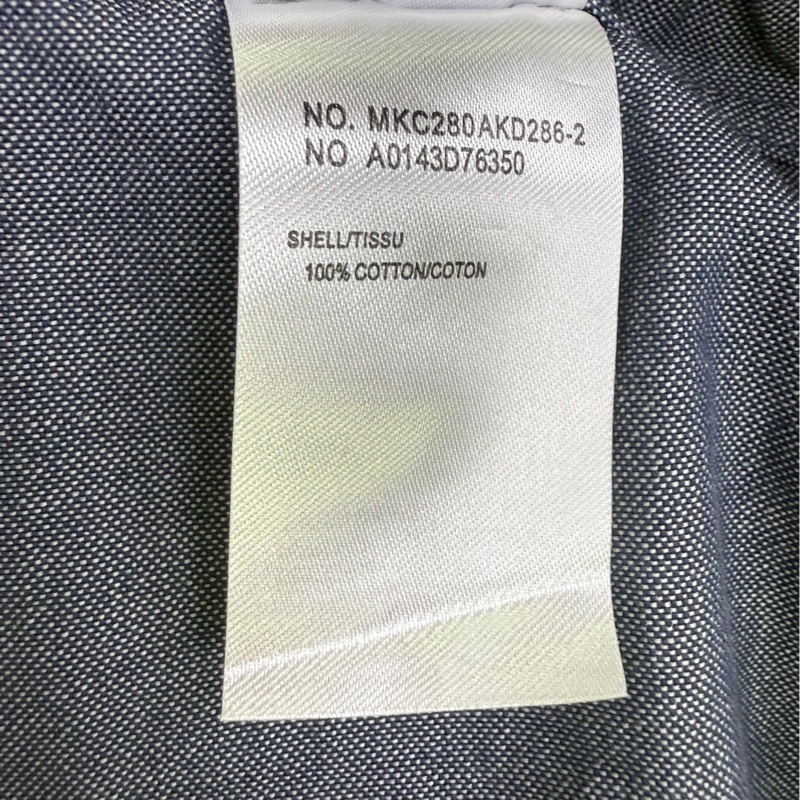 NO. MKC280AKD286-2
NO A0143D76350
SHELL/TISSU
100% COTTON/COTON